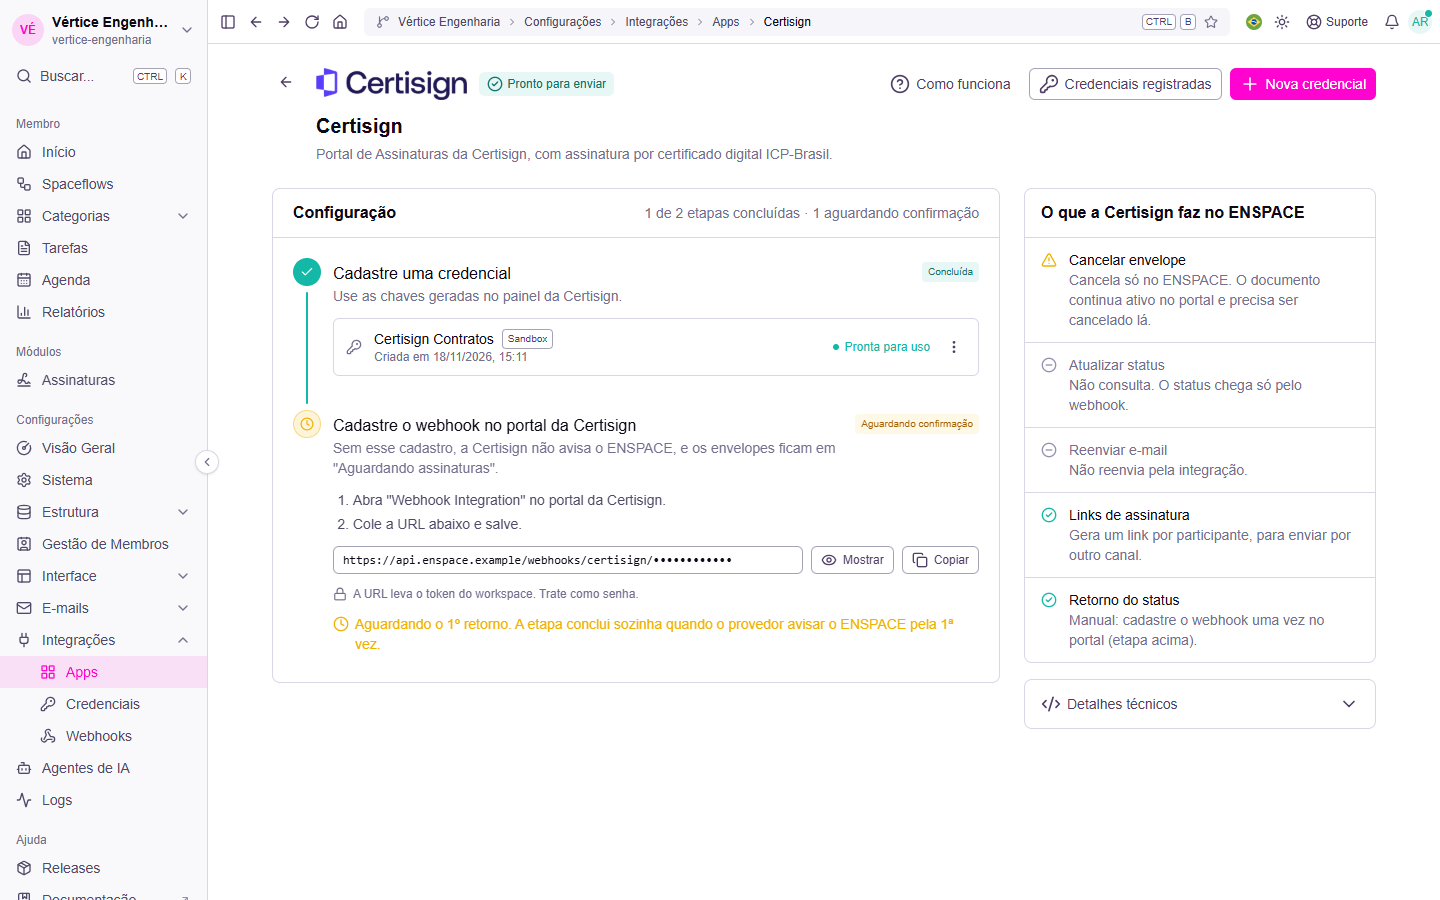 VÉ
Vértice Engenh...
vertice-engenharia
Buscar...
CTRL
K
Membro
Início
Spaceflows
Categorias
Tarefas
Agenda
Relatórios
Módulos
Assinaturas
Configurações
Visão Geral
Sistema
Estrutura
Gestão de Membros
Interface
E-mails
Integrações
Apps
Credenciais
Webhooks
Agentes de IA
Logs
Ajuda
Releases
Documentação
Vértice Engenharia
Configurações
Integrações
Apps
Certisign
CTRL
B
Suporte
AR
Certisign
Pronto para enviar
Como funciona
Credenciais registradas
Nova credencial
Certisign
Portal de Assinaturas da Certisign, com assinatura por certificado digital ICP-Brasil.
Configuração
1 de 2 etapas concluídas · 1 aguardando confirmação
Cadastre uma credencial
Concluída
Use as chaves geradas no painel da Certisign.
Certisign Contratos
Sandbox
Criada em 18/11/2026, 15:11
Pronta para uso
Cadastre o webhook no portal da Certisign
Aguardando confirmação
Sem esse cadastro, a Certisign não avisa o ENSPACE, e os envelopes ficam em
"Aguardando assinaturas".
1. Abra "Webhook Integration" no portal da Certisign.
2. Cole a URL abaixo e salve.
https://api.enspace.example/webhooks/certisign/••••••••••••
Mostrar
Copiar
A URL leva o token do workspace. Trate como senha.
Aguardando o 1º retorno. A etapa conclui sozinha quando o provedor avisar o ENSPACE pela 1ª
vez.
O que a Certisign faz no ENSPACE
Cancelar envelope
Cancela só no ENSPACE. O documento
continua ativo no portal e precisa ser
cancelado lá.
Atualizar status
Não consulta. O status chega só pelo
webhook.
Reenviar e-mail
Não reenvia pela integração.
Links de assinatura
Gera um link por participante, para enviar por
outro canal.
Retorno do status
Manual: cadastre o webhook uma vez no
portal (etapa acima).
Detalhes técnicos